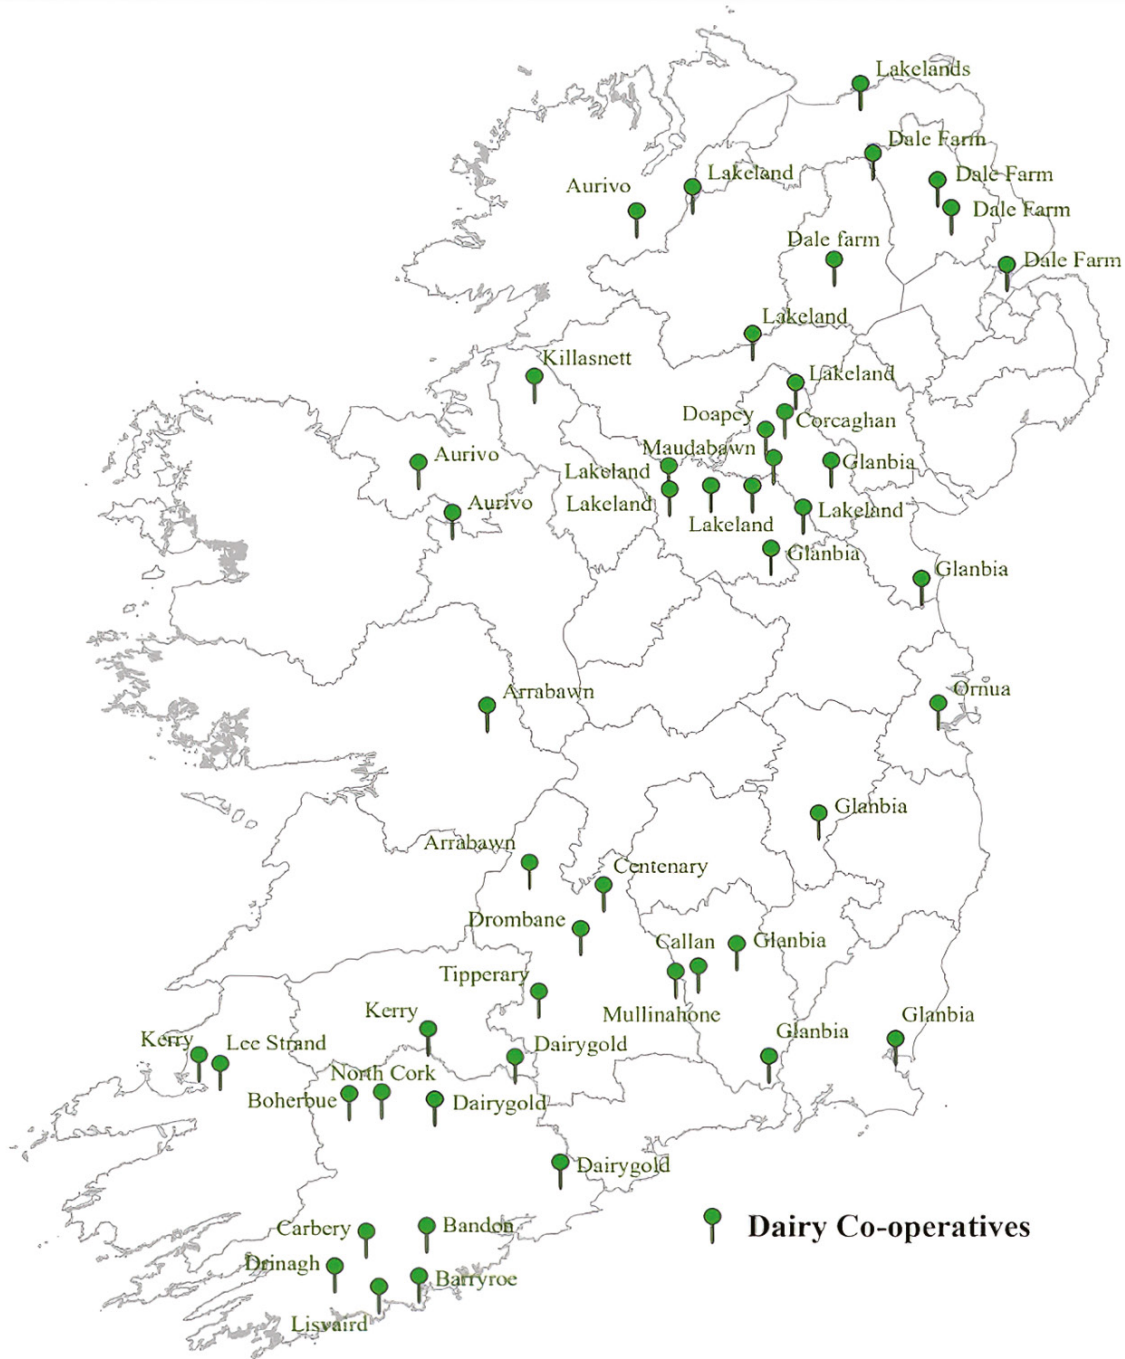 Lakelands
Dale Farm
Lakeland
Dale Farm
Aurivo
Dale Farm
Dale farm
Dale Farm
Lakeland
Killasnett
Lakeland
Doapey
Corcaghan
Maudabawn
Aurivo
Glanbia
Lakeland
Aurivo
Lakeland
Lakeland
Lakeland
Glanbia
Glanbia
Arrabawn
Ornua
Glanbia
Arrabawn
Centenary
Drombane
Callan
Glanbia
Tipperary
Kerry
Mullinahone
Glanbia
Glanbia
Kerry
Lee Strand
Dairygold
North Cork
Boherbue
Dairygold
Dairygold
Carbery
Bandon
Dairy Co-operatives
Drinagh
Barryroe
Lisvaird